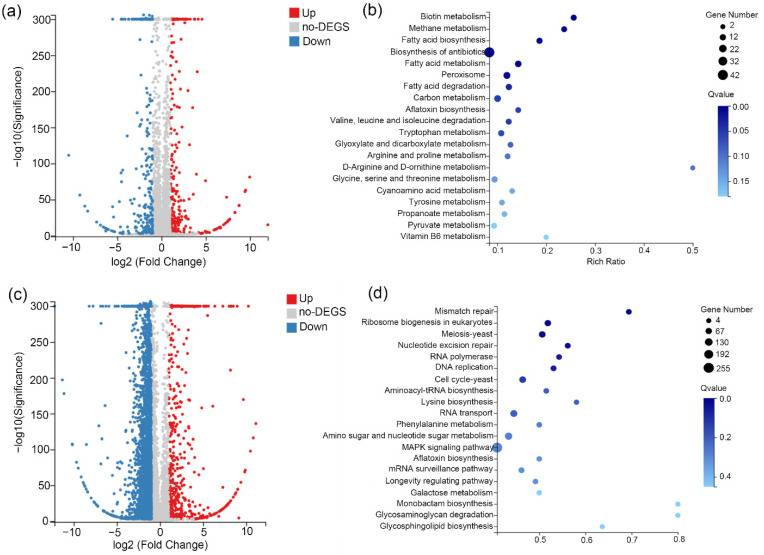 (a)
Up
no-DEGS
Down
−log10(Significance)
300
250
200
150
100
50
0
−10
−5
0
5
10
log2 (Fold Change)
(b)
Biotin metabolism
Methane metabolism
Fatty acid biosynthesis
Biosynthesis of antibiotics
Fatty acid metabolism
Peroxisome
Fatty acid degradation
Carbon metabolism
Aflatoxin biosynthesis
Valine, leucine and isoleucine degradation
Tryptophan metabolism
Glyoxylate and dicarboxylate metabolism
Arginine and proline metabolism
D-Arginine and D-ornithine metabolism
Glycine, serine and threonine metabolism
Cyanoamino acid metabolism
Tyrosine metabolism
Propanoate metabolism
Pyruvate metabolism
Vitamin B6 metabolism
0.1
0.2
0.3
0.4
0.5
Rich Ratio
Gene Number
2
12
22
32
42
Qvalue
0.00
0.05
0.10
0.15
(c)
Up
no-DEGS
Down
−log10(Significance)
300
250
200
150
100
50
0
−10
−5
0
5
10
log2 (Fold Change)
(d)
Mismatch repair
Ribosome biogenesis in eukaryotes
Meiosis-yeast
Nucleotide excision repair
RNA polymerase
DNA replication
Cell cycle-yeast
Aminoacyl-tRNA biosynthesis
Lysine biosynthesis
RNA transport
Phenylalanine metabolism
Amino sugar and nucleotide sugar metabolism
MAPK signaling pathway
Aflatoxin biosynthesis
mRNA surveillance pathway
Longevity regulating pathway
Galactose metabolism
Monobactam biosynthesis
Glycosaminoglycan degradation
Glycosphingolipid biosynthesis
0.5
0.6
0.7
0.8
Gene Number
4
67
130
192
255
Qvalue
0.0
0.2
0.4